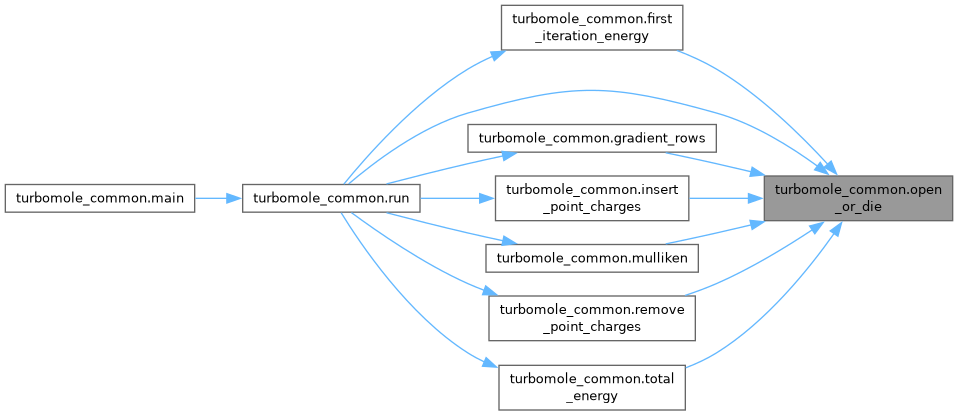 turbomole_common.first
_iteration_energy
turbomole_common.gradient_rows
turbomole_common.main
turbomole_common.run
turbomole_common.insert
_point_charges
turbomole_common.open
_or_die
turbomole_common.mulliken
turbomole_common.remove
_point_charges
turbomole_common.total
_energy